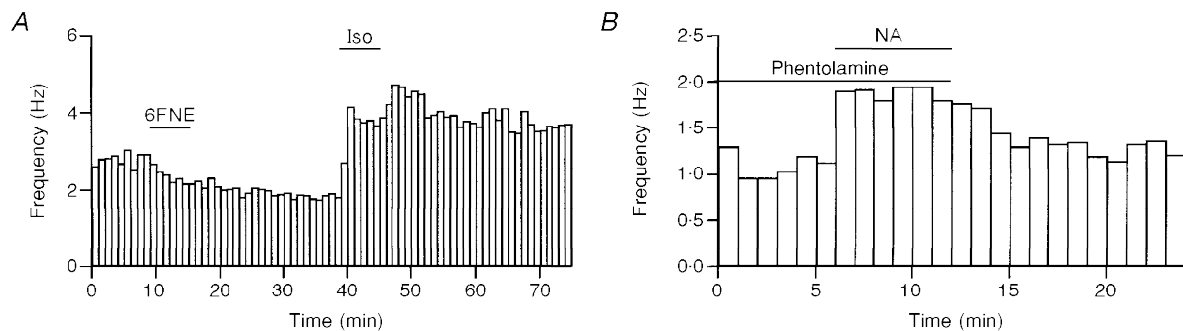 A
Frequency (Hz)
6
4
2
0
6FNE
Iso
0 10 20 30 40 50 60 70
Time (min)
B
Frequency (Hz)
2·5
2·0
1·5
1·0
0·5
0·0
NA
Phentolamine
0 5 10 15 20
Time (min)